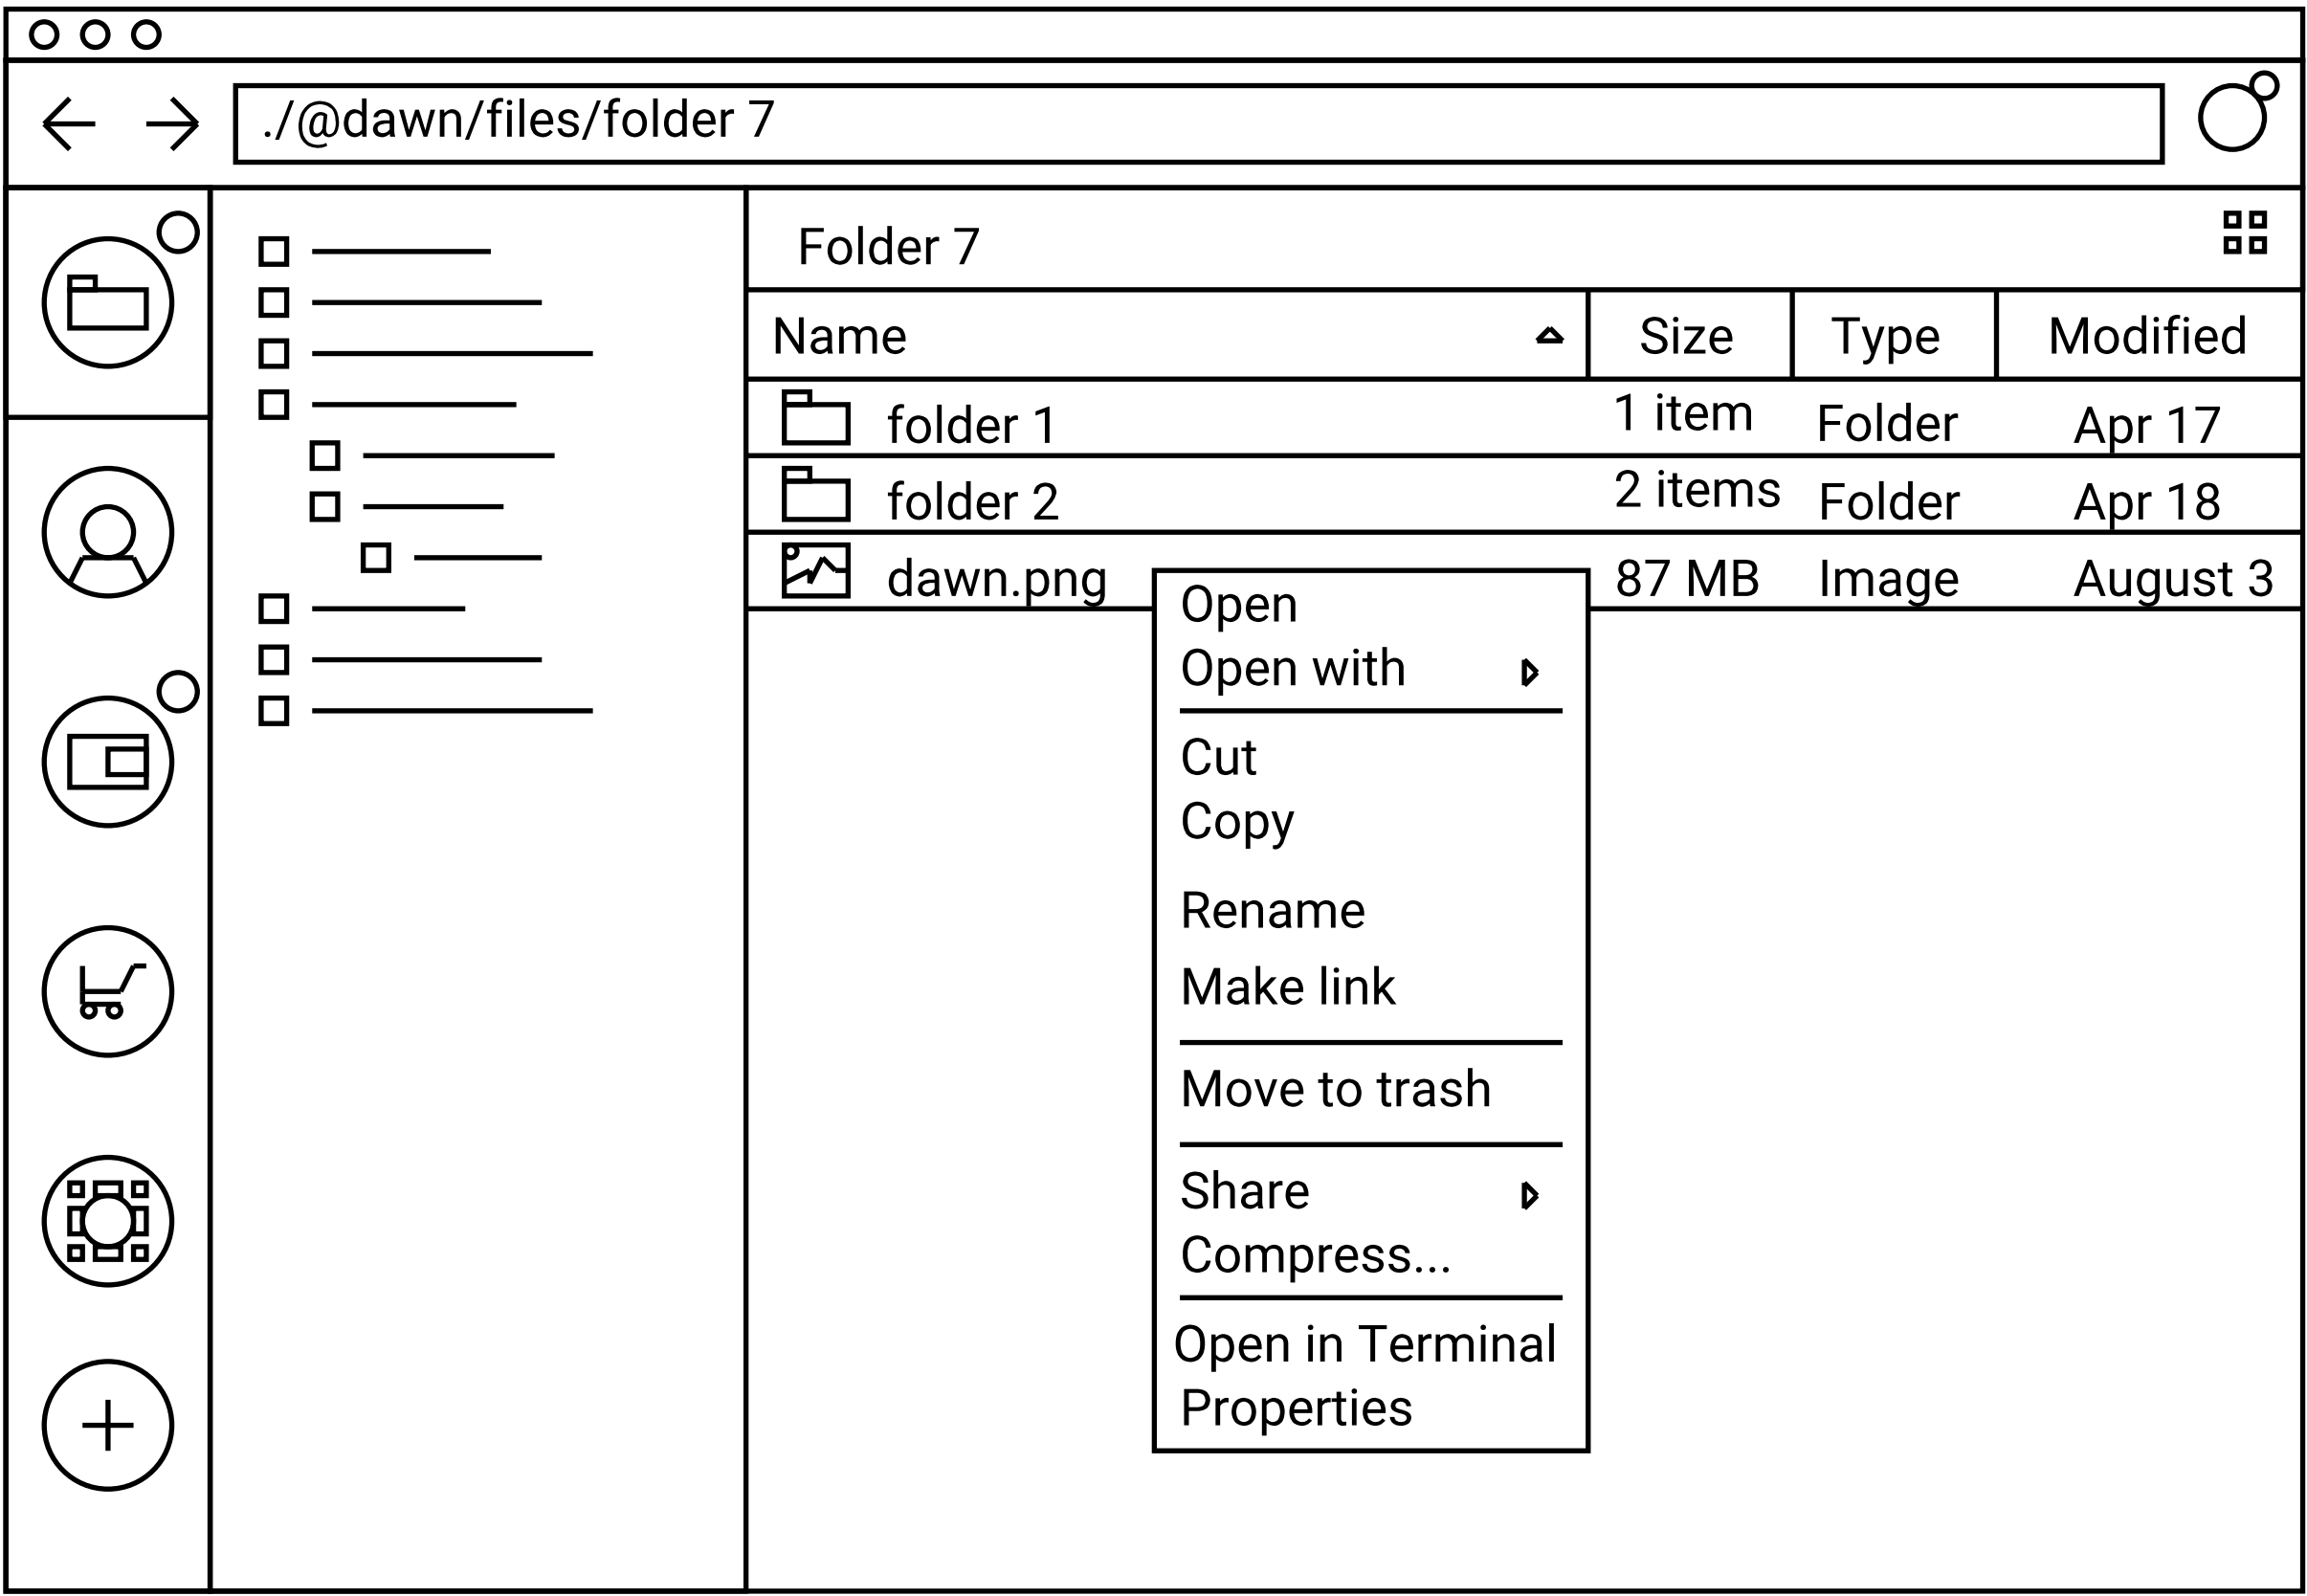 ./@dawn/files/folder 7
Folder 7
Name Size Type Modified
folder 1 1 item Folder Apr 17
folder 2 2 items Folder Apr 18
dawn.png 87 MB Image August 3
Open
Open with
Cut
Copy
Rename
Make link
Move to trash
Share
Compress...
Open in Terminal
Properties